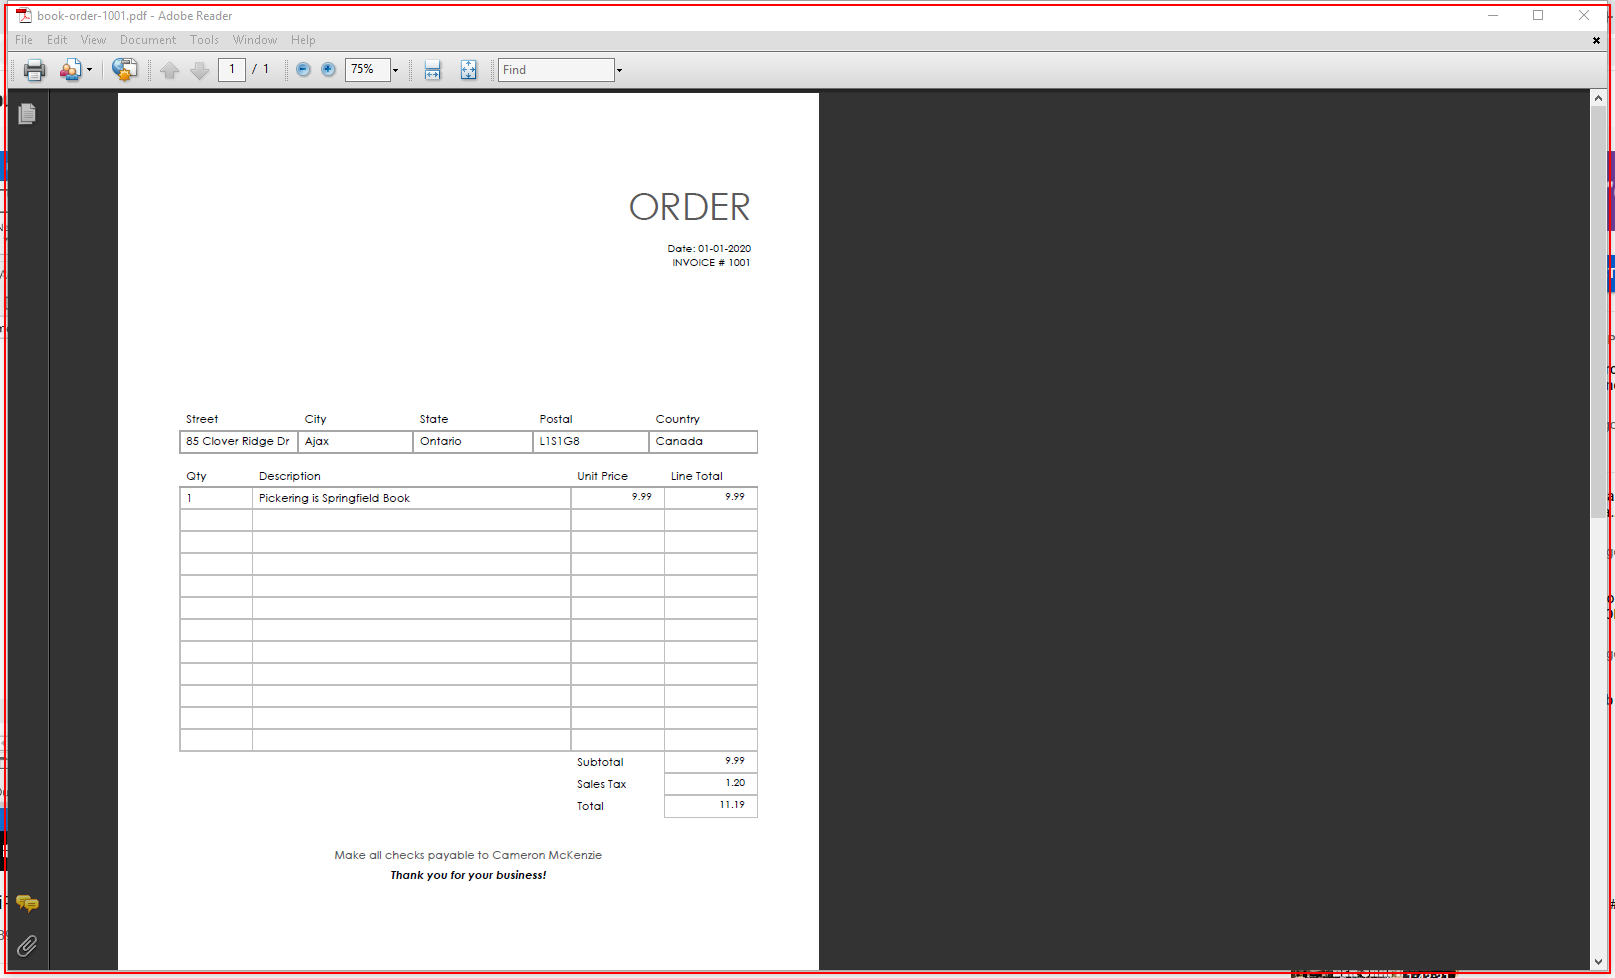 book-order-1001.pdf - Adobe Reader
File Edit View Document Tools Window Help
1 / 1 75% Find
ORDER
Date: 01-01-2020
INVOICE # 1001
Street City State Postal Country
85 Clover Ridge Dr Ajax Ontario L1S1G8 Canada
Qty Description Unit Price Line Total
1 Pickering is Springfield Book 9.99 9.99
Subtotal 9.99
Sales Tax 1.20
Total 11.19
Make all checks payable to Cameron McKenzie
Thank you for your business!